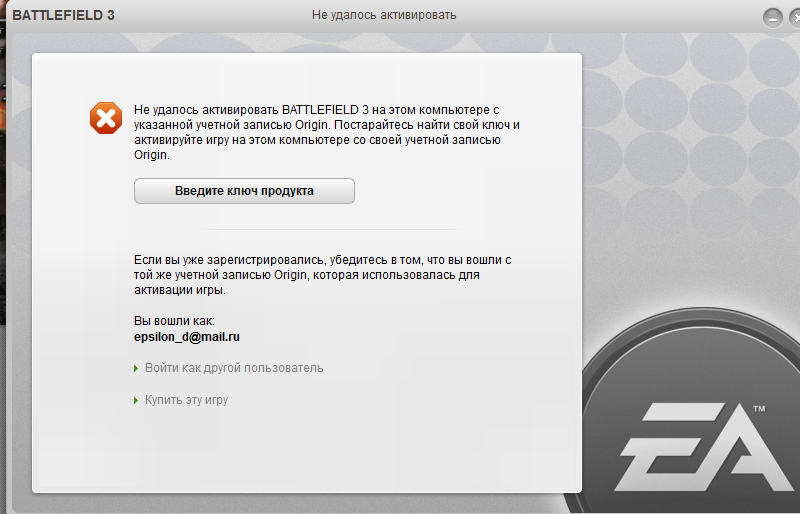 BATTLEFIELD 3
Не удалось активировать
Не удалось активировать BATTLEFIELD 3 на этом компьютере с
указанной учетной записью Origin. Постарайтесь найти свой ключ и
активируйте игру на этом компьютере со своей учетной записью
Origin.
Введите ключ продукта
Если вы уже зарегистрировались, убедитесь в том, что вы вошли с
той же учетной записью Origin, которая использовалась для
активации игры.
Вы вошли как:
epsilon_d@mail.ru
Войти как другой пользователь
Купить эту игру
EA™